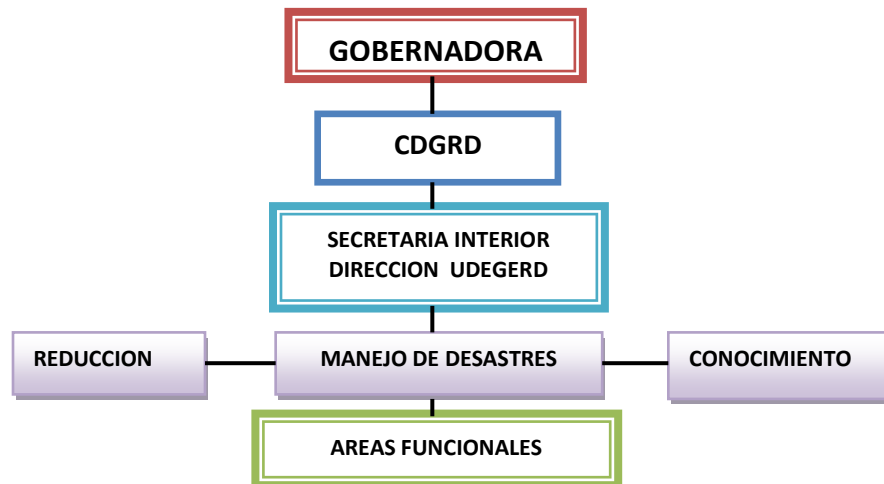 GOBERNADORA
CDGRD
SECRETARIA INTERIOR
DIRECCION UDEGERD
REDUCCION
MANEJO DE DESASTRES
CONOCIMIENTO
AREAS FUNCIONALES